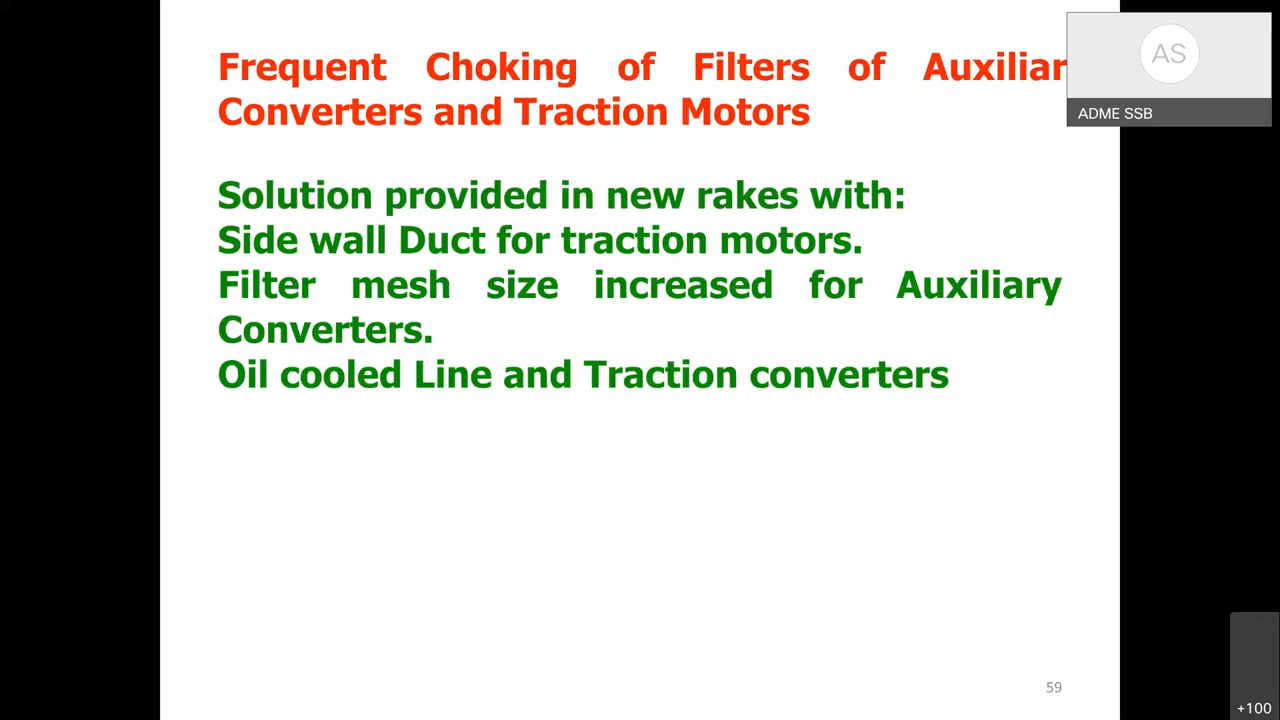 Frequent Choking of Filters of Auxiliar
Converters and Traction Motors
Solution provided in new rakes with:
Side wall Duct for traction motors.
Filter mesh size increased for Auxiliary
Converters.
Oil cooled Line and Traction converters
AS
ADME SSB
59
+100